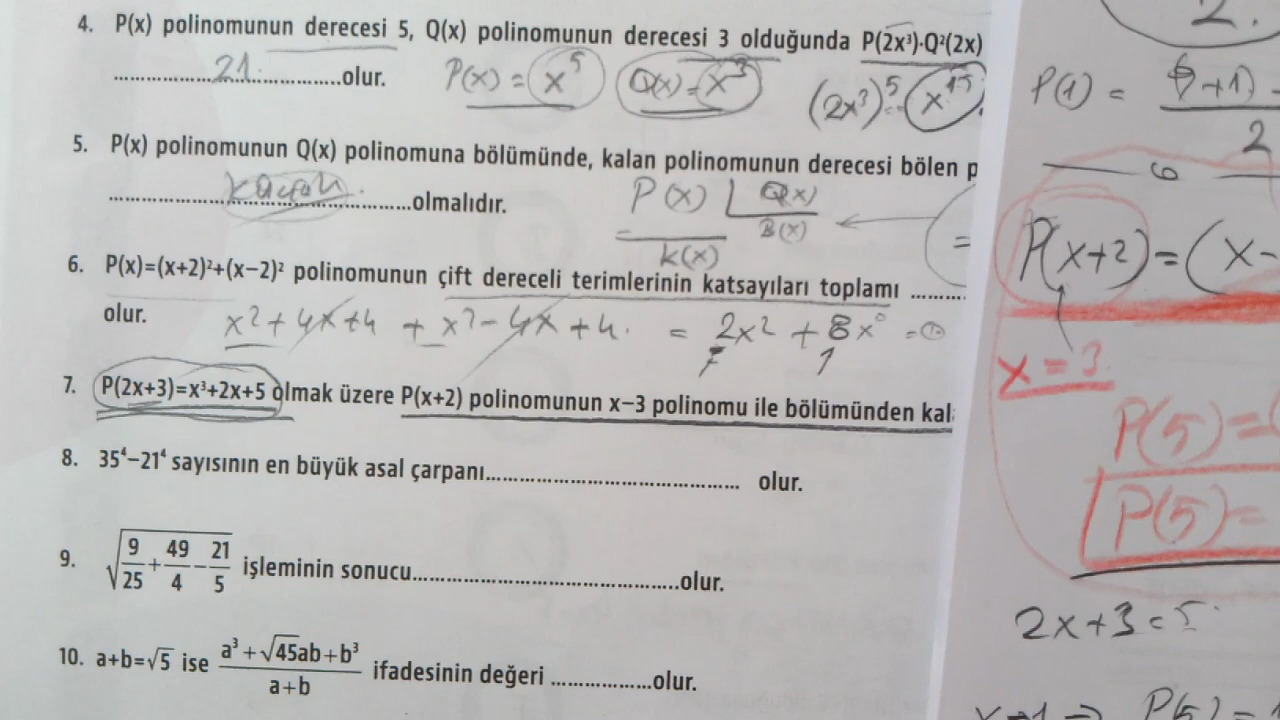 4. P(x) polinomunun derecesi 5, Q(x) polinomunun derecesi 3 olduğunda P(2x³)·Q²(2x)
........21........olur.
P(x) = x⁵ Q(x) = x³ (2x³)⁵ x¹⁵
5. P(x) polinomunun Q(x) polinomuna bölümünde, kalan polinomunun derecesi bölen p
küçük
........olmalıdır.
P(x) Q(x)
B(x)
K(x)
6. P(x)=(x+2)²+(x−2)² polinomunun çift dereceli terimlerinin katsayıları toplamı ........
olur.
x²+4x+4 + x²−4x+4 = 2x² + 8x⁰ =
7. P(2x+3)=x³+2x+5 olmak üzere P(x+2) polinomunun x−3 polinomu ile bölümünden kal
8. 35⁴−21⁴ sayısının en büyük asal çarpanı........ olur.
9. √(9/25+49/4−21/5) işleminin sonucu........olur.
10. a+b=√5 ise (a³+√45ab+b³)/(a+b) ifadesinin değeri ........olur.
2.
P(1) =
2
P(x+2)=(x−
x=3
P(5)=
P(5)=
2x+3=5